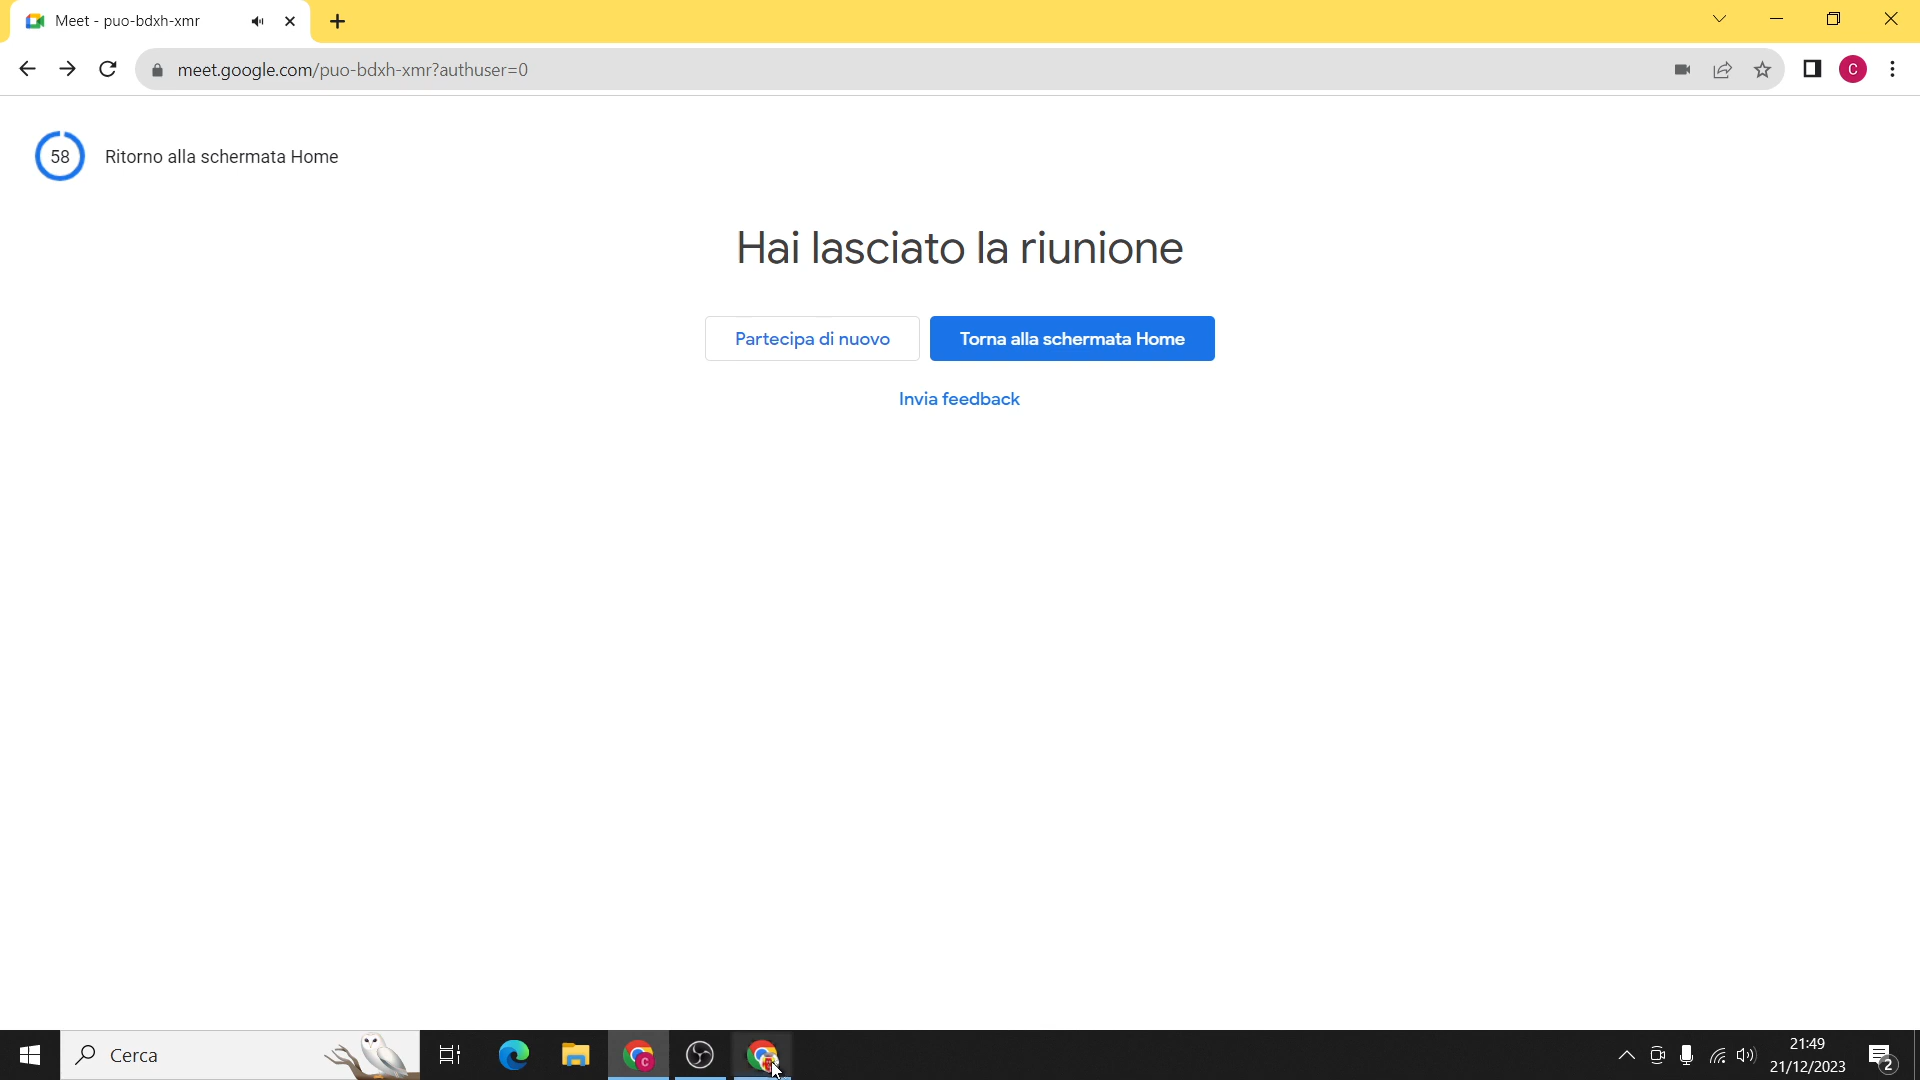 Meet - puo-bdxh-xmr
meet.google.com/puo-bdxh-xmr?authuser=0
C
58 Ritorno alla schermata Home
Hai lasciato la riunione
Partecipa di nuovo Torna alla schermata Home
Invia feedback
Cerca
C
21:49
21/12/2023
2